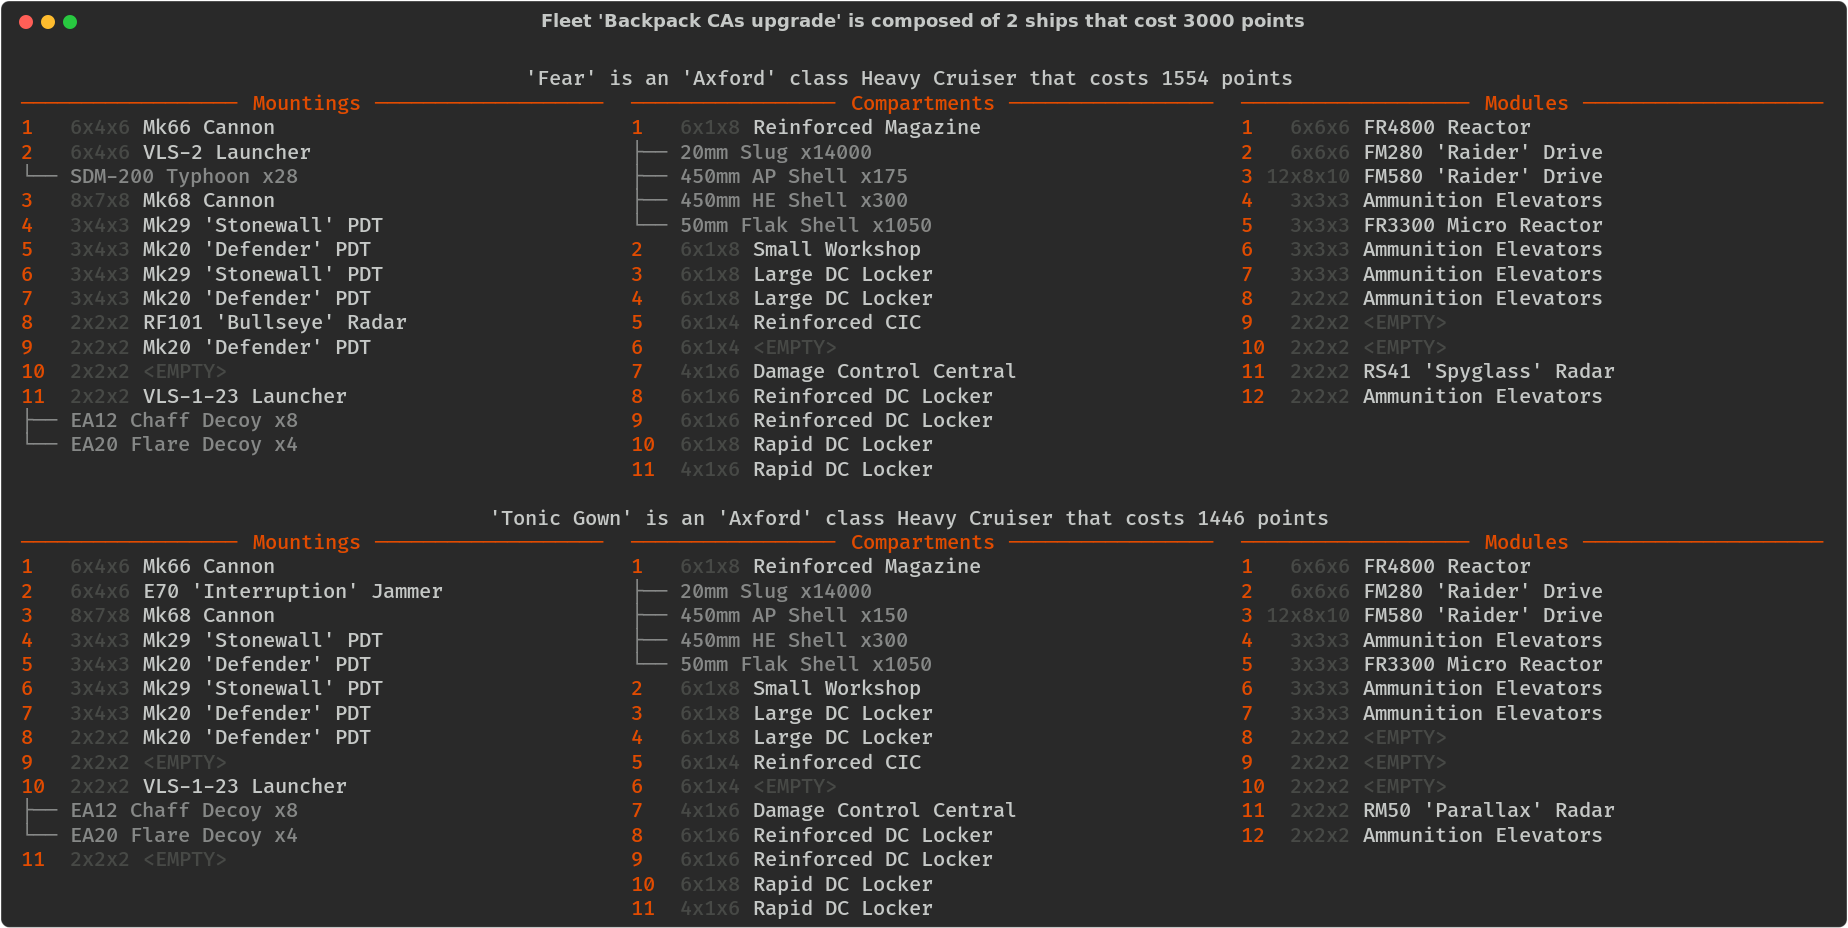 Fleet 'Backpack CAs upgrade' is composed of 2 ships that cost 3000 points
'Fear' is an 'Axford' class Heavy Cruiser that costs 1554 points
Mountings
1 6x4x6 Mk66 Cannon
2 6x4x6 VLS-2 Launcher
SDM-200 Typhoon x28
3 8x7x8 Mk68 Cannon
4 3x4x3 Mk29 'Stonewall' PDT
5 3x4x3 Mk20 'Defender' PDT
6 3x4x3 Mk29 'Stonewall' PDT
7 3x4x3 Mk20 'Defender' PDT
8 2x2x2 RF101 'Bullseye' Radar
9 2x2x2 Mk20 'Defender' PDT
10 2x2x2 <EMPTY>
11 2x2x2 VLS-1-23 Launcher
EA12 Chaff Decoy x8
EA20 Flare Decoy x4
Compartments
1 6x1x8 Reinforced Magazine
20mm Slug x14000
450mm AP Shell x175
450mm HE Shell x300
50mm Flak Shell x1050
2 6x1x8 Small Workshop
3 6x1x8 Large DC Locker
4 6x1x8 Large DC Locker
5 6x1x4 Reinforced CIC
6 6x1x4 <EMPTY>
7 4x1x6 Damage Control Central
8 6x1x6 Reinforced DC Locker
9 6x1x6 Reinforced DC Locker
10 6x1x8 Rapid DC Locker
11 4x1x6 Rapid DC Locker
Modules
1 6x6x6 FR4800 Reactor
2 6x6x6 FM280 'Raider' Drive
3 12x8x10 FM580 'Raider' Drive
4 3x3x3 Ammunition Elevators
5 3x3x3 FR3300 Micro Reactor
6 3x3x3 Ammunition Elevators
7 3x3x3 Ammunition Elevators
8 2x2x2 Ammunition Elevators
9 2x2x2 <EMPTY>
10 2x2x2 <EMPTY>
11 2x2x2 RS41 'Spyglass' Radar
12 2x2x2 Ammunition Elevators
'Tonic Gown' is an 'Axford' class Heavy Cruiser that costs 1446 points
Mountings
1 6x4x6 Mk66 Cannon
2 6x4x6 E70 'Interruption' Jammer
3 8x7x8 Mk68 Cannon
4 3x4x3 Mk29 'Stonewall' PDT
5 3x4x3 Mk20 'Defender' PDT
6 3x4x3 Mk29 'Stonewall' PDT
7 3x4x3 Mk20 'Defender' PDT
8 2x2x2 Mk20 'Defender' PDT
9 2x2x2 <EMPTY>
10 2x2x2 VLS-1-23 Launcher
EA12 Chaff Decoy x8
EA20 Flare Decoy x4
11 2x2x2 <EMPTY>
Compartments
1 6x1x8 Reinforced Magazine
20mm Slug x14000
450mm AP Shell x150
450mm HE Shell x300
50mm Flak Shell x1050
2 6x1x8 Small Workshop
3 6x1x8 Large DC Locker
4 6x1x8 Large DC Locker
5 6x1x4 Reinforced CIC
6 6x1x4 <EMPTY>
7 4x1x6 Damage Control Central
8 6x1x6 Reinforced DC Locker
9 6x1x6 Reinforced DC Locker
10 6x1x8 Rapid DC Locker
11 4x1x6 Rapid DC Locker
Modules
1 6x6x6 FR4800 Reactor
2 6x6x6 FM280 'Raider' Drive
3 12x8x10 FM580 'Raider' Drive
4 3x3x3 Ammunition Elevators
5 3x3x3 FR3300 Micro Reactor
6 3x3x3 Ammunition Elevators
7 3x3x3 Ammunition Elevators
8 2x2x2 <EMPTY>
9 2x2x2 <EMPTY>
10 2x2x2 <EMPTY>
11 2x2x2 RM50 'Parallax' Radar
12 2x2x2 Ammunition Elevators